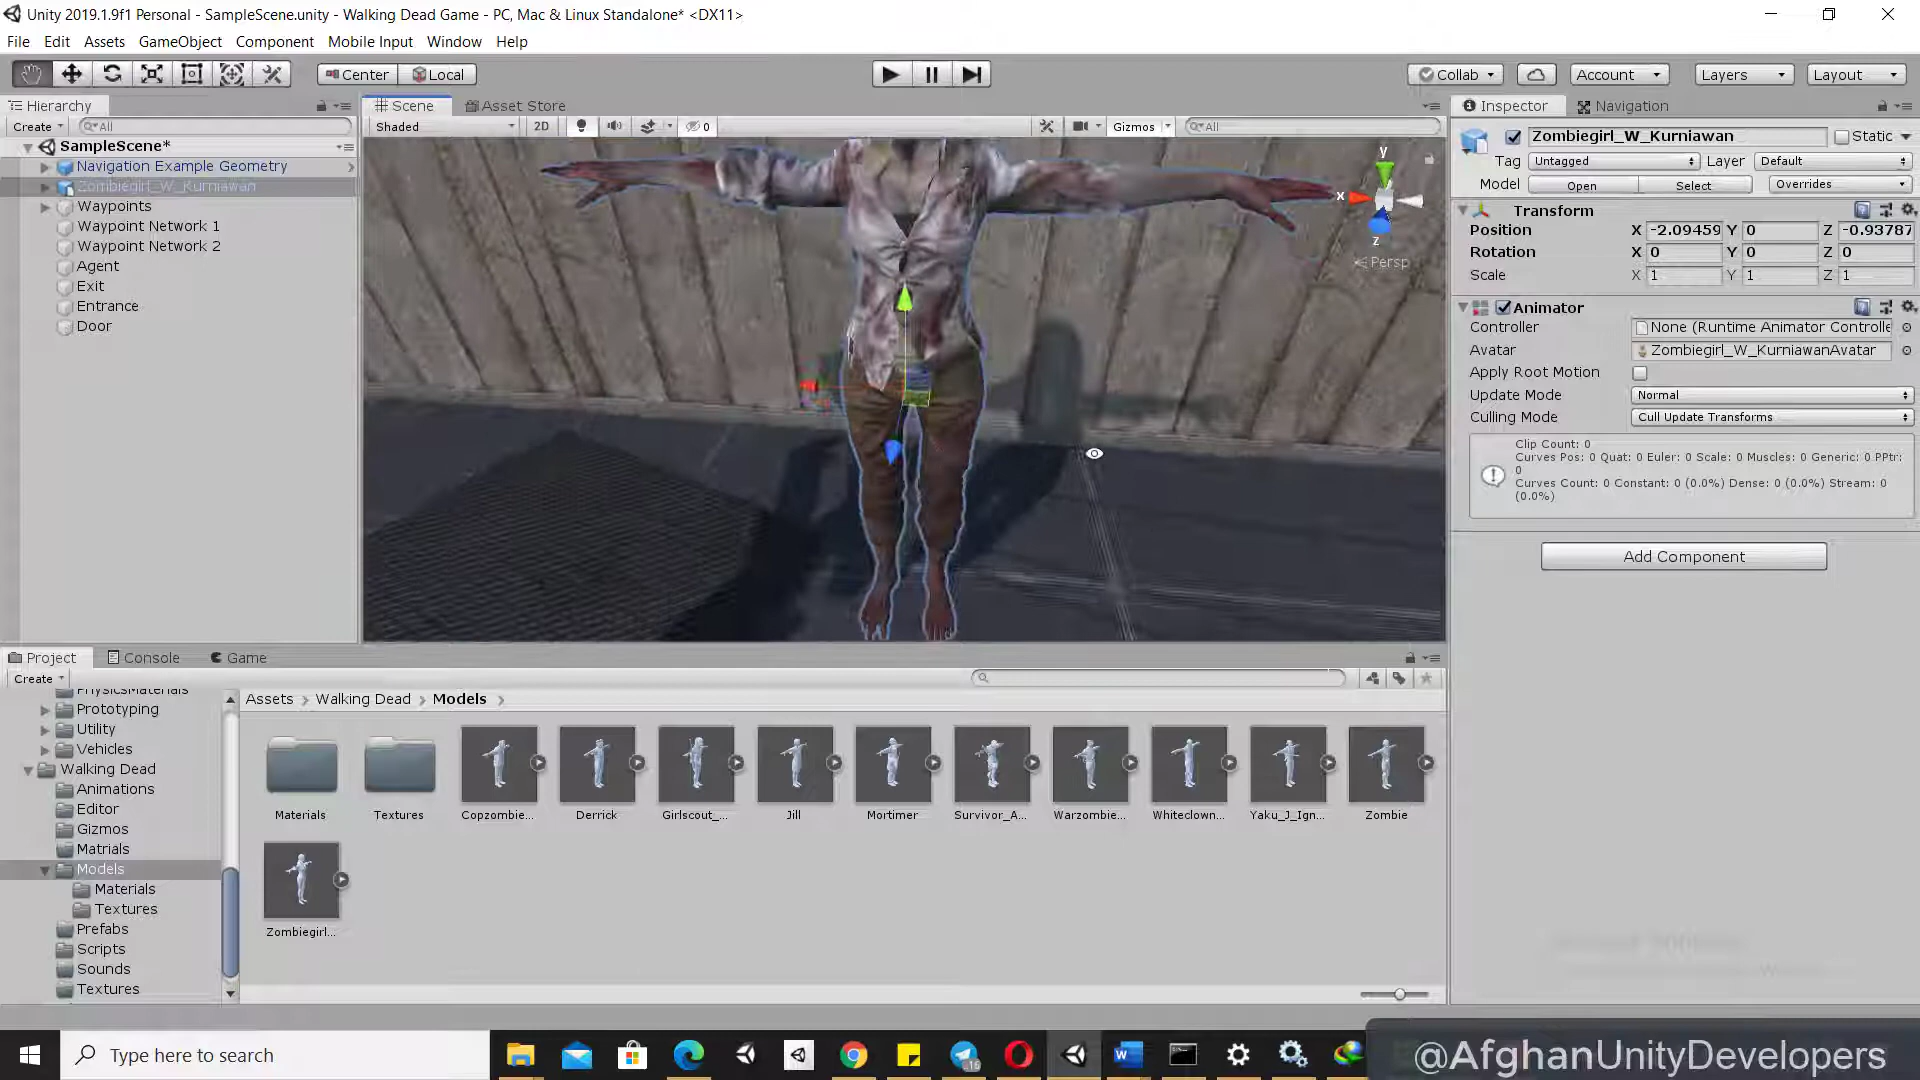 Unity 2019.1.9f1 Personal - SampleScene.unity - Walking Dead Game - PC, Mac & Linux Standalone* <DX11>
File Edit Assets GameObject Component Mobile Input Window Help
Center Local Collab Account Layers Layout
Hierarchy
Create All
SampleScene*
Navigation Example Geometry
Zombiegirl_W_Kurniawan
Waypoints
Waypoint Network 1
Waypoint Network 2
Agent
Exit
Entrance
Door
Scene Asset Store
Shaded 2D 0 Gizmos All
y
x
z
Persp
Inspector Navigation
Zombiegirl_W_Kurniawan Static
Tag Untagged Layer Default
Model Open Select Overrides
Transform
Position X -2.09459 Y 0 Z -0.93787
Rotation X 0 Y 0 Z 0
Scale X 1 Y 1 Z 1
Animator
Controller None (Runtime Animator Controlle
Avatar Zombiegirl_W_KurniawanAvatar
Apply Root Motion
Update Mode Normal
Culling Mode Cull Update Transforms
Clip Count: 0
Curves Pos: 0 Quat: 0 Euler: 0 Scale: 0 Muscles: 0 Generic: 0 PPtr:
0
Curves Count: 0 Constant: 0 (0.0%) Dense: 0 (0.0%) Stream: 0
(0.0%)
Add Component
Project Console Game
Create
PhysicsMaterials
Prototyping
Utility
Vehicles
Walking Dead
Animations
Editor
Gizmos
Matrials
Models
Materials
Textures
Prefabs
Scripts
Sounds
Textures
Assets Walking Dead Models
Materials Textures Copzombie... Derrick Girlscout_... Jill Mortimer Survivor_A... Warzombie... Whiteclown... Yaku_J_Ign... Zombie
Zombiegirl...
Type here to search
16
@AfghanUnityDevelopers